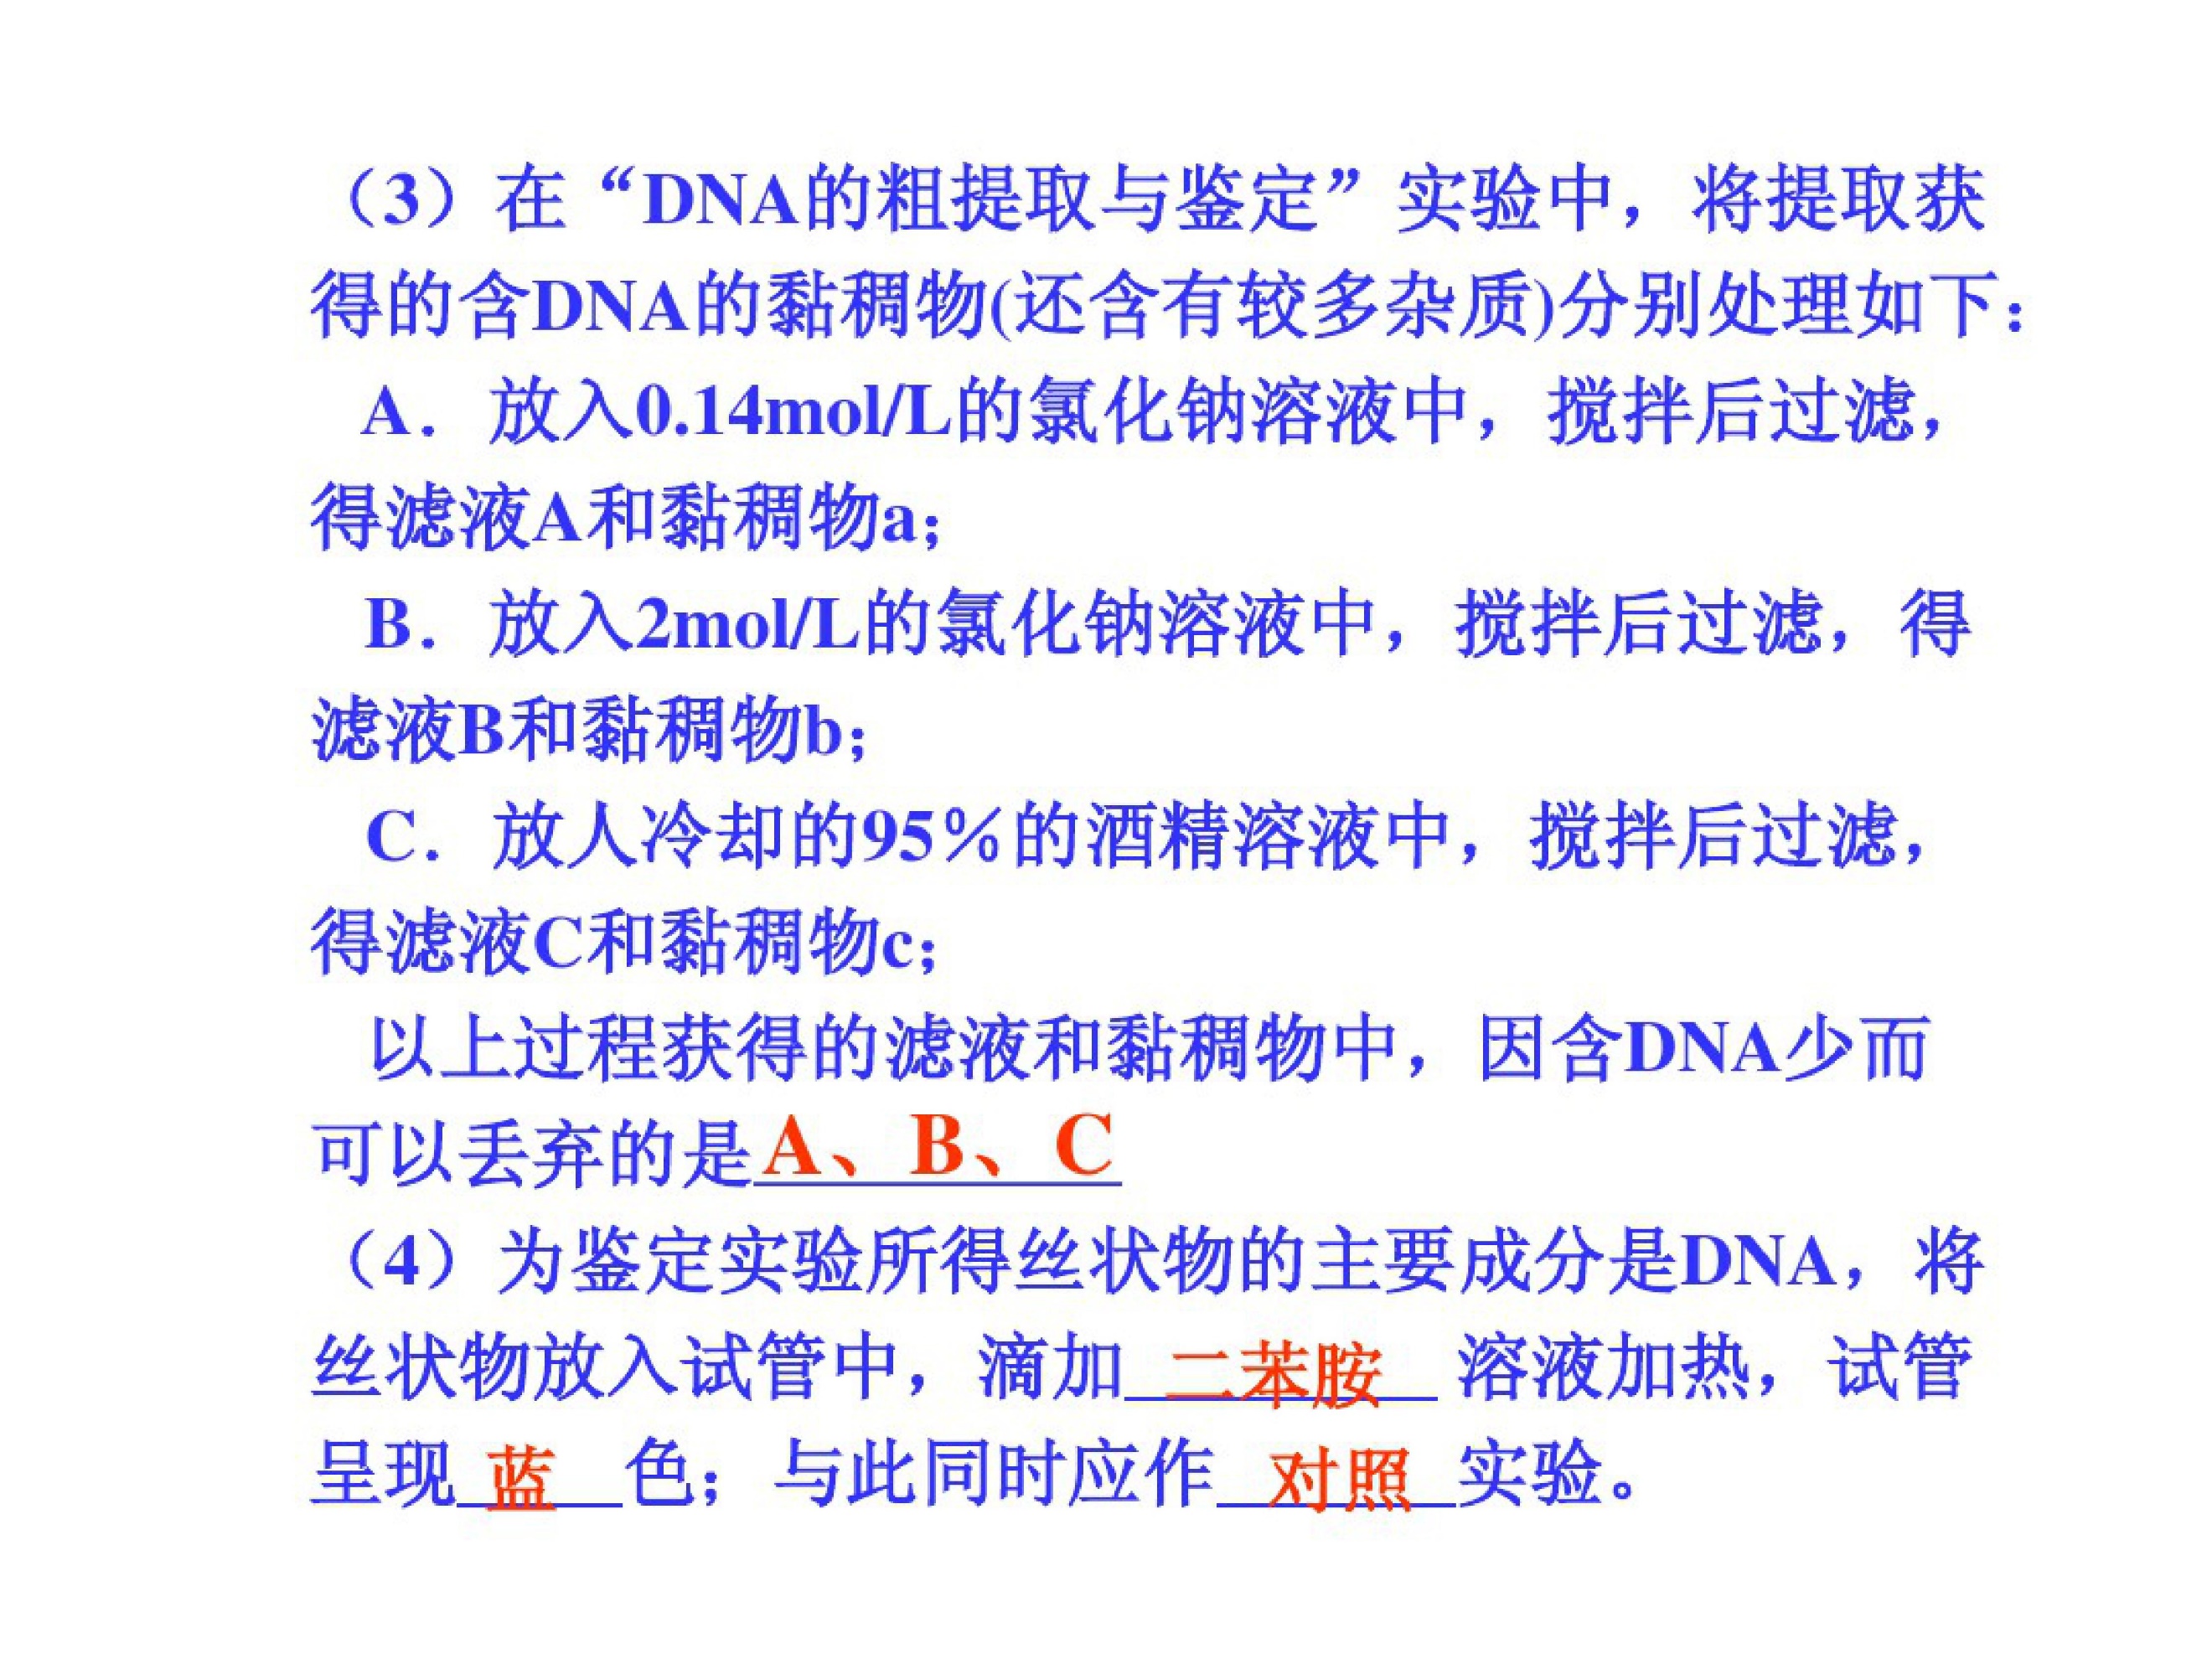 （3）在“DNA的粗提取与鉴定”实验中，将提取获
得的含DNA的黏稠物(还含有较多杂质)分别处理如下：
A．放入0.14mol/L的氯化钠溶液中，搅拌后过滤，
得滤液A和黏稠物a；
B．放入2mol/L的氯化钠溶液中，搅拌后过滤，得
滤液B和黏稠物b；
C．放人冷却的95％的酒精溶液中，搅拌后过滤，
得滤液C和黏稠物c；
以上过程获得的滤液和黏稠物中，因含DNA少而
可以丢弃的是A、B、C
（4）为鉴定实验所得丝状物的主要成分是DNA，将
丝状物放入试管中，滴加 二苯胺 溶液加热，试管
呈现 蓝 色；与此同时应作 对照 实验。